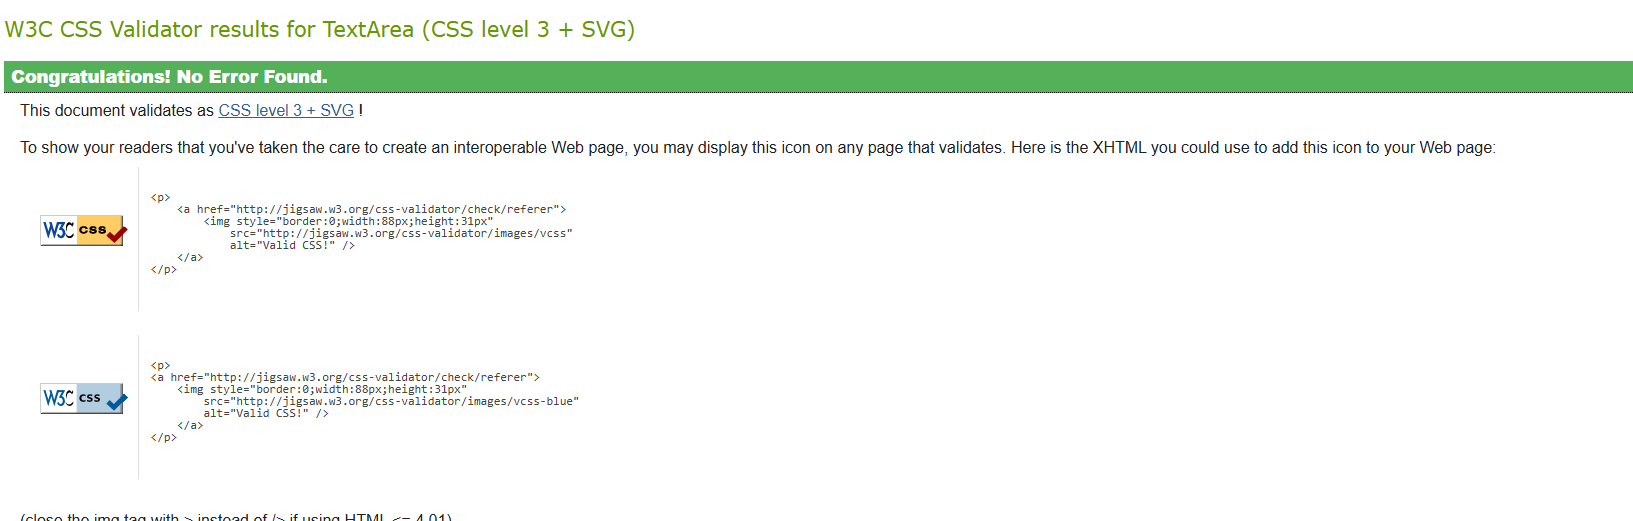 W3C CSS Validator results for TextArea (CSS level 3 + SVG)
Congratulations! No Error Found.
This document validates as CSS level 3 + SVG !
To show your readers that you've taken the care to create an interoperable Web page, you may display this icon on any page that validates. Here is the XHTML you could use to add this icon to your Web page:
W3C css
<p>
<a href="http://jigsaw.w3.org/css-validator/check/referer">
<img style="border:0;width:88px;height:31px"
src="http://jigsaw.w3.org/css-validator/images/vcss"
alt="Valid CSS!" />
</a>
</p>
W3C css
<p>
<a href="http://jigsaw.w3.org/css-validator/check/referer">
<img style="border:0;width:88px;height:31px"
src="http://jigsaw.w3.org/css-validator/images/vcss-blue"
alt="Valid CSS!" />
</a>
</p>
(close the img tag with > instead of /> if using HTML <= 4.01)